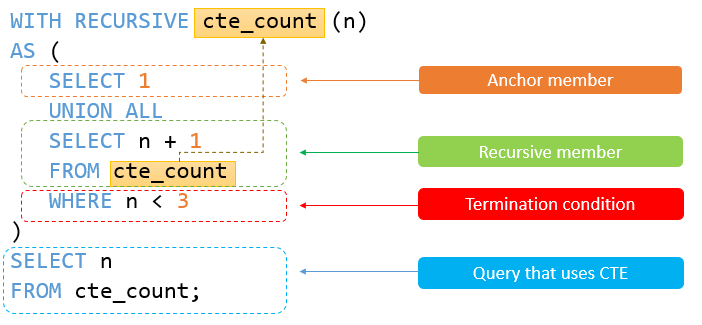 WITH RECURSIVE cte_count (n)
AS (
SELECT 1
Anchor member
UNION ALL
SELECT n + 1
Recursive member
FROM cte_count
WHERE n < 3
Termination condition
)
SELECT n
Query that uses CTE
FROM cte_count;